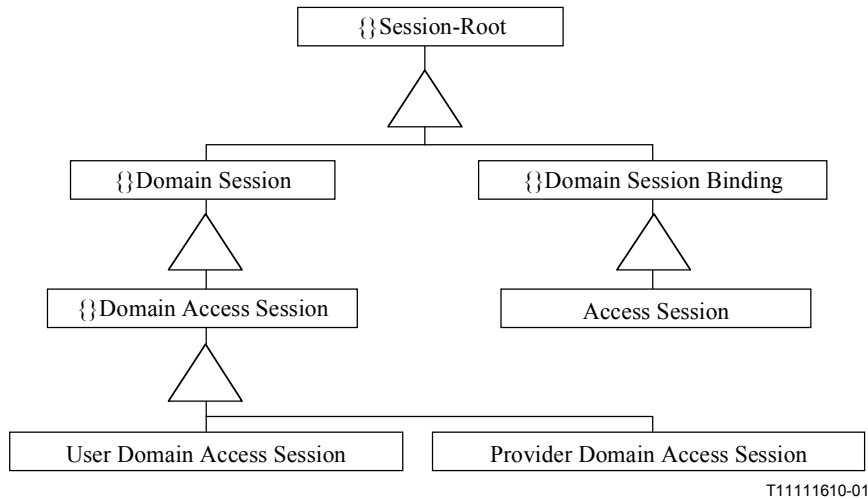 {}Session-Root
{}Domain Session
{}Domain Session Binding
{}Domain Access Session
Access Session
User Domain Access Session
Provider Domain Access Session
T11111610-01